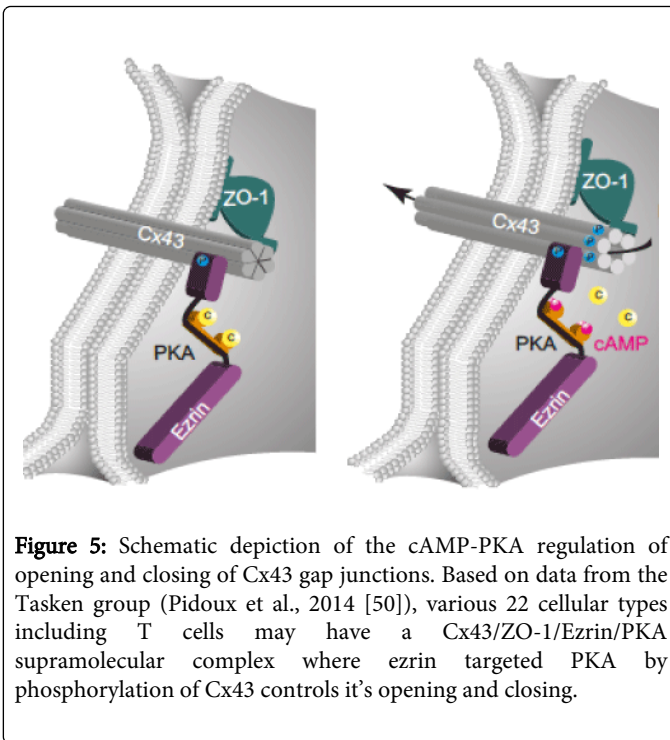 ZO-1
Cx43
P
C
C
PKA
Ezrin
ZO-1
Cx43
P
P
P
P
C
C
PKA
cAMP
Ezrin
Figure 5: Schematic depiction of the cAMP-PKA regulation of
opening and closing of Cx43 gap junctions. Based on data from the
Tasken group (Pidoux et al., 2014 [50]), various 22 cellular types
including T cells may have a Cx43/ZO-1/Ezrin/PKA
supramolecular complex where ezrin targeted PKA by
phosphorylation of Cx43 controls it's opening and closing.